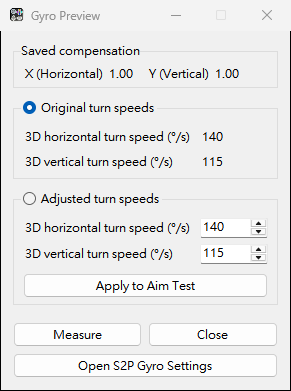 Gyro Preview
Saved compensation
X (Horizontal) 1.00 Y (Vertical) 1.00
Original turn speeds
3D horizontal turn speed (°/s) 140
3D vertical turn speed (°/s) 115
Adjusted turn speeds
3D horizontal turn speed (°/s) 140
3D vertical turn speed (°/s) 115
Apply to Aim Test
Measure Close
Open S2P Gyro Settings